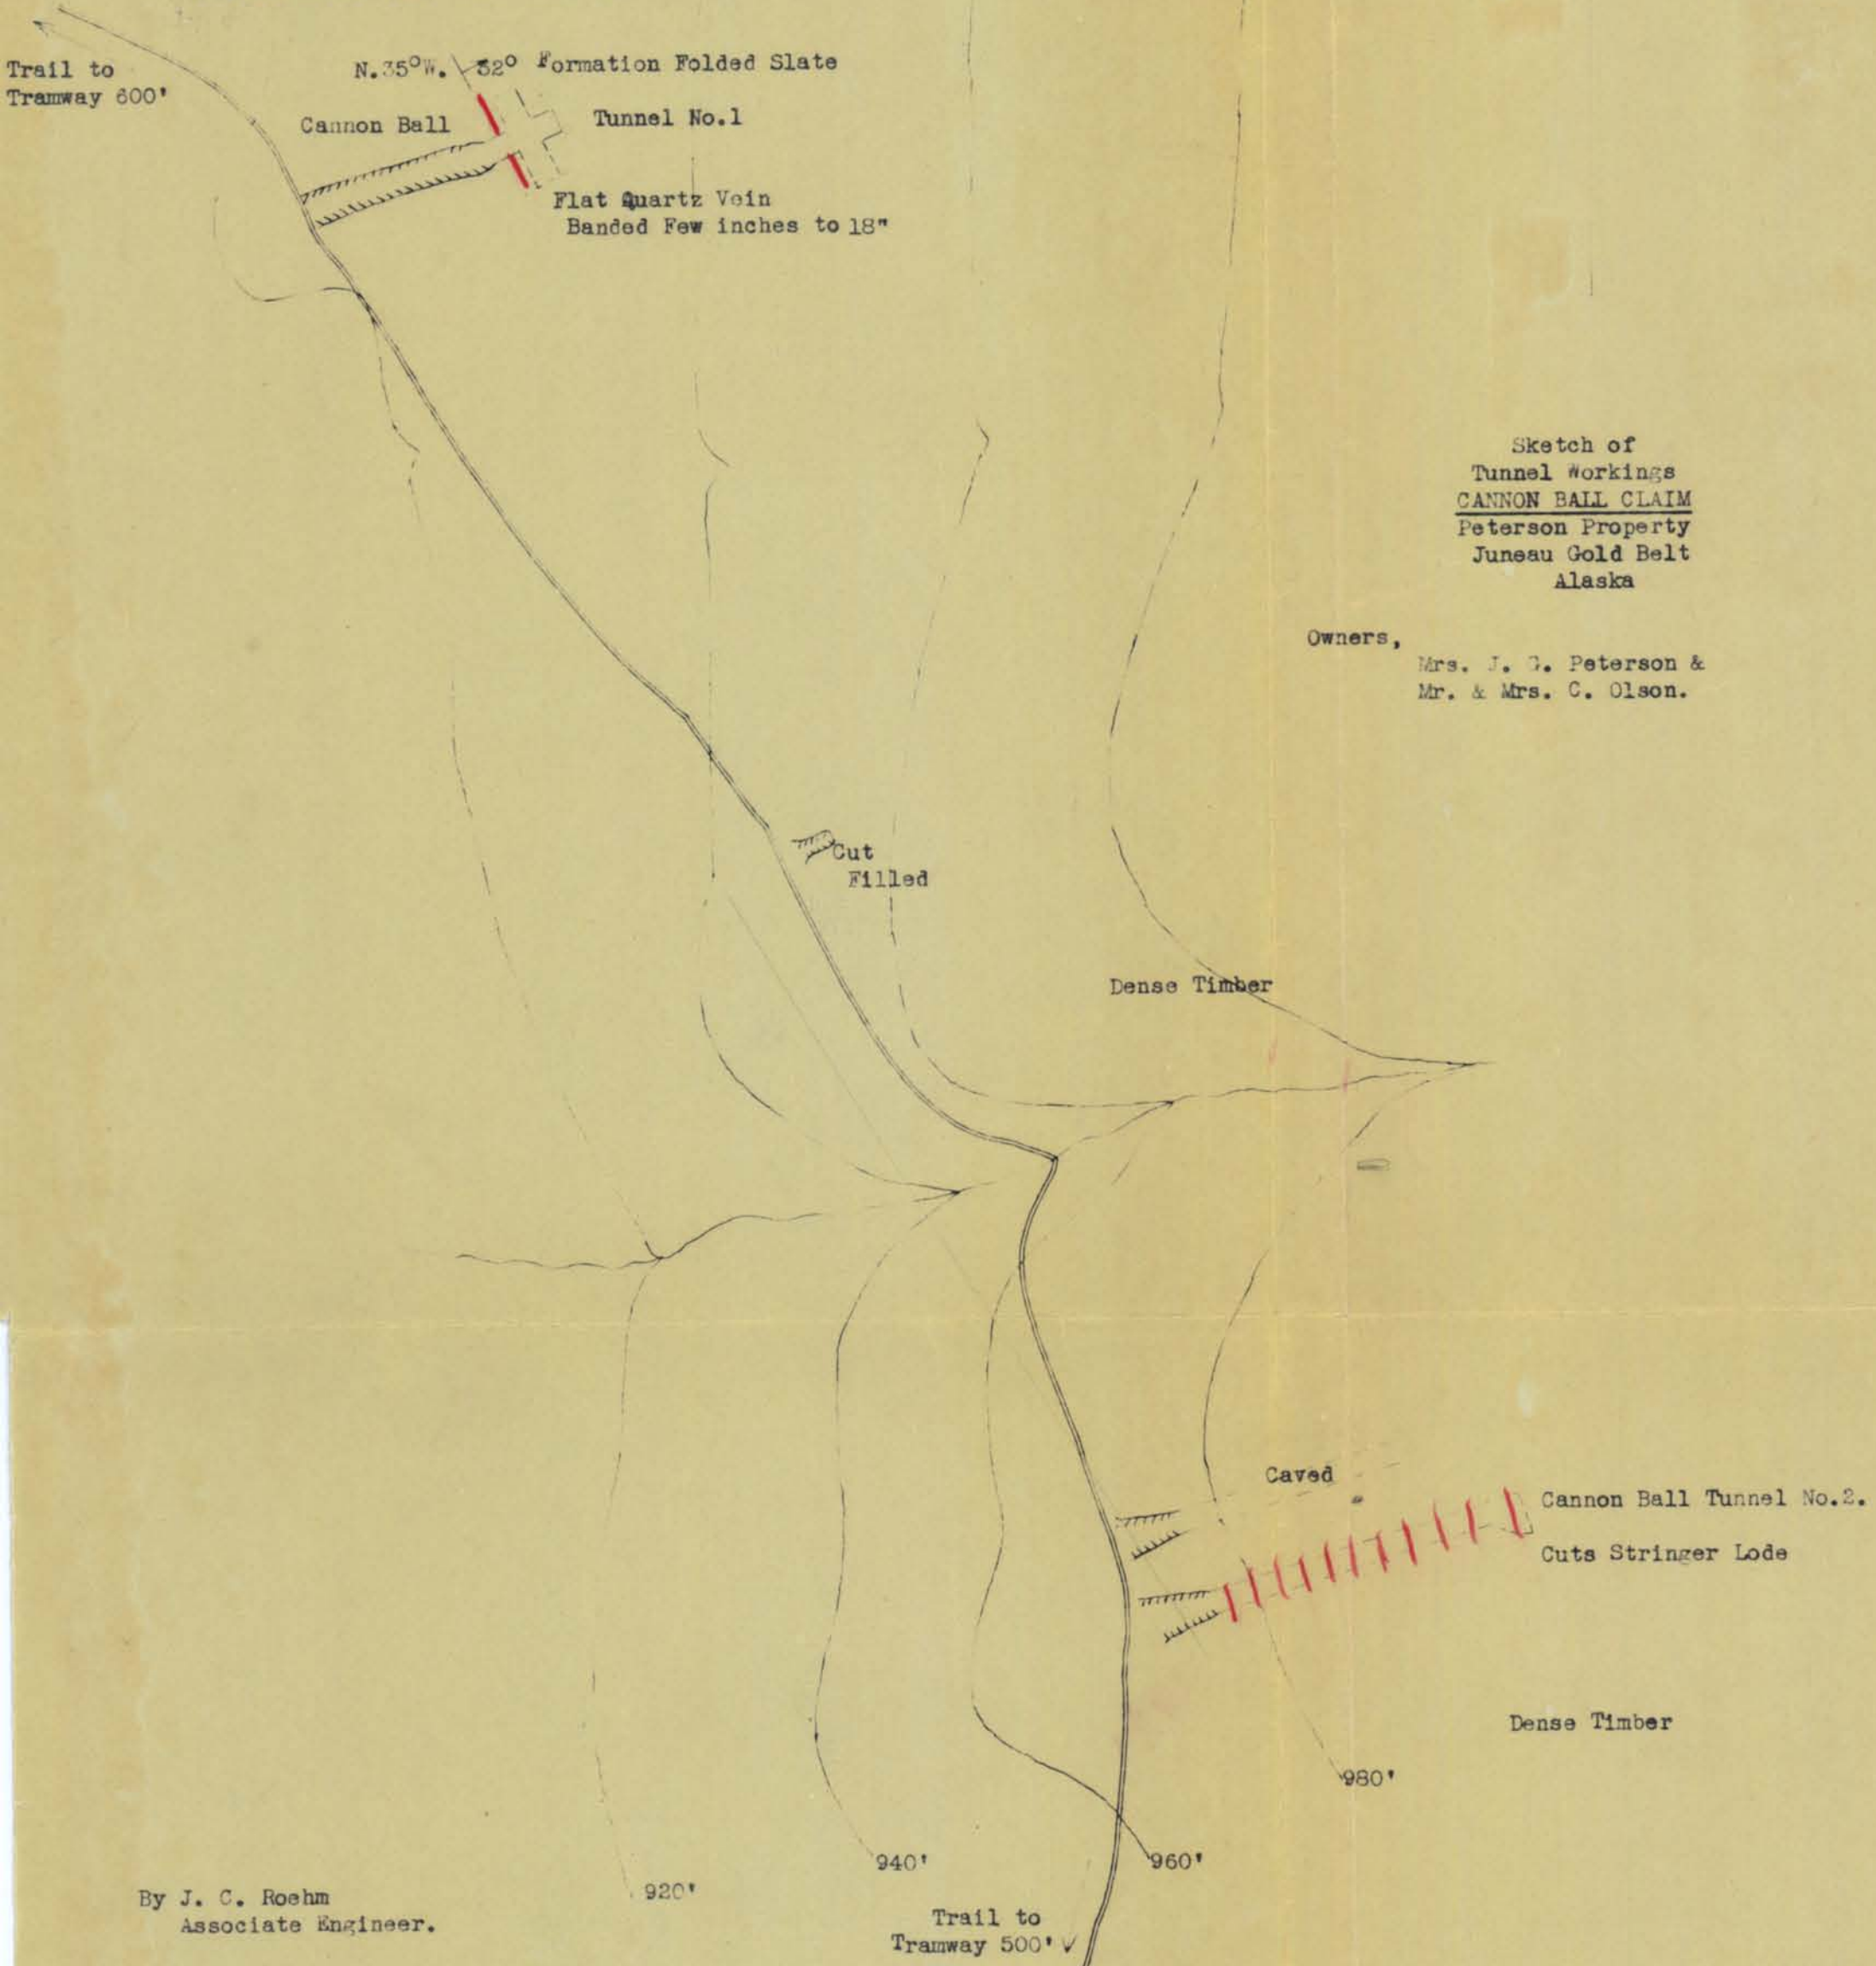 Trail to
Tramway 600'
N.35°W. 32° Formation Folded Slate
Cannon Ball
Tunnel No.1
Flat Quartz Vein
Banded Few inches to 18"
Sketch of
Tunnel Workings
CANNON BALL CLAIM
Peterson Property
Juneau Gold Belt
Alaska
Owners,
Mrs. J. G. Peterson &
Mr. & Mrs. C. Olson.
Cut
Filled
Dense Timber
Caved
Cannon Ball Tunnel No.2.
Cuts Stringer Lode
Dense Timber
980'
940'
960'
920'
By J. C. Roehm
Associate Engineer.
Trail to
Tramway 500'